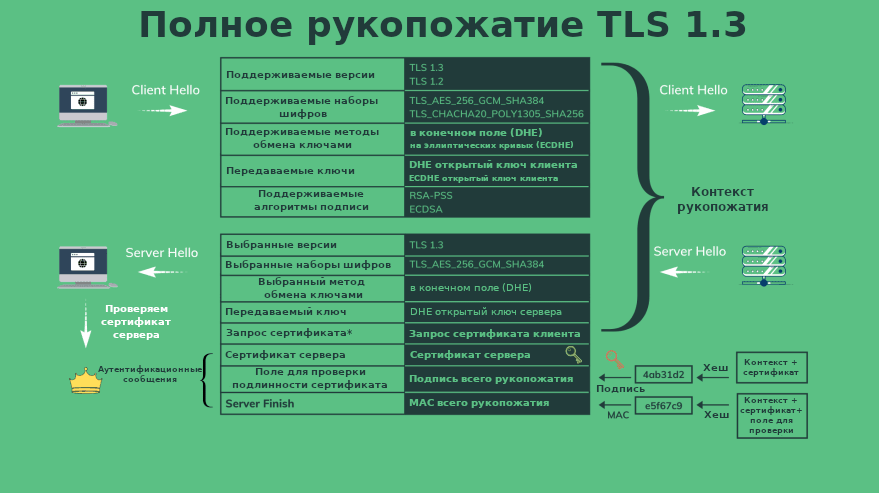 Полное рукопожатие TLS 1.3
Client Hello
Поддерживаемые версии
TLS 1.3
TLS 1.2
Поддерживаемые наборы
шифров
TLS_AES_256_GCM_SHA384
TLS_CHACHA20_POLY1305_SHA256
Поддерживаемые методы
обмена ключами
в конечном поле (DHE)
на эллиптических кривых (ECDHE)
Передаваемые ключи
DHE открытый ключ клиента
ECDHE открытый ключ клиента
Поддерживаемые
алгоритмы подписи
RSA-PSS
ECDSA
Client Hello
Контекст
рукопожатия
Server Hello
Выбранные версии
TLS 1.3
Выбранные наборы шифров
TLS_AES_256_GCM_SHA384
Выбранный метод
обмена ключами
в конечном поле (DHE)
Передаваемый ключ
DHE открытый ключ сервера
Запрос сертификата*
Запрос сертификата клиента
Сертификат сервера
Сертификат сервера
Поле для проверки
подлинности сертификата
Подпись всего рукопожатия
Server Finish
MAC всего рукопожатия
Server Hello
Проверяем
сертификат
сервера
Аутентификационные
сообщения
Подпись
4ab31d2
Хеш
Контекст +
сертификат
MAC
e5f67c9
Хеш
Контекст +
сертификат+
поле для
проверки